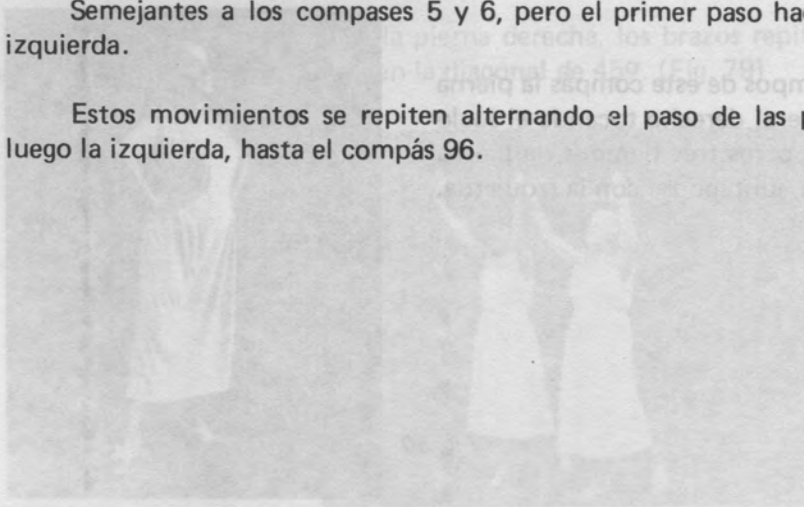 Semejantes a los compases 5 y 6, pero el primer paso
izquierda.
Estos movimientos se repiten alternando el paso de las
luego la izquierda, hasta el compás 96.